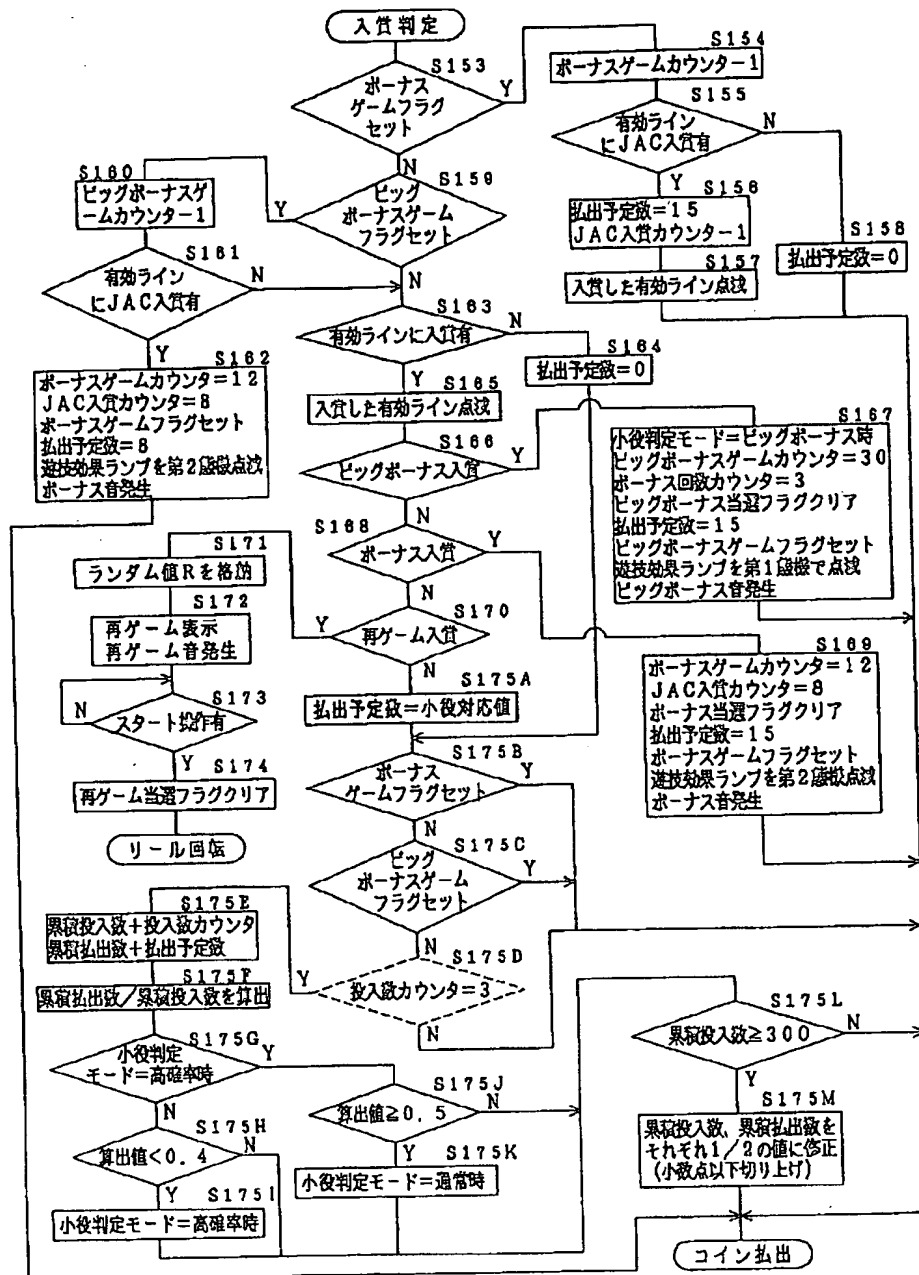 入賞判定
S153
ボーナス
ゲームフラグ
セット
Y
N
S154
ボーナスゲームカウンター1
S155
有効ライン
にJAC入賞有
N
Y
S156
払出予定数=15
JAC入賞カウンター1
S157
入賞した有効ライン点滅
S158
払出予定数=0
S159
ビッグ
ボーナスゲーム
フラグセット
Y
N
S160
ビッグボーナスゲ
ームカウンター1
S161
有効ライン
にJAC入賞有
N
Y
S162
ボーナスゲームカウンタ=12
JAC入賞カウンター=8
ボーナスゲームフラグセット
払出予定数=8
遊技効果ランプを第2態様点滅
ボーナス音発生
S163
有効ラインに入賞有
N
Y
S164
払出予定数=0
S165
入賞した有効ライン点滅
S166
ビッグボーナス入賞
Y
N
S167
小役判定モード=ビッグボーナス時
ビッグボーナスゲームカウンター=30
ボーナス回数カウンター=3
ビッグボーナス当選フラグクリア
払出予定数=15
ビッグボーナスゲームフラグセット
遊技効果ランプを第1態様で点滅
ビッグボーナス音発生
S168
ボーナス入賞
Y
N
S169
ボーナスゲームカウンター=12
JAC入賞カウンター=8
ボーナス当選フラグクリア
払出予定数=15
ボーナスゲームフラグセット
遊技効果ランプを第2態様点滅
ボーナス音発生
S170
再ゲーム入賞
Y
N
S171
ランダム値Rを格納
S172
再ゲーム表示
再ゲーム音発生
S173
スタート操作有
N
Y
S174
再ゲーム当選フラグクリア
リール回転
S175A
払出予定数=小役対応値
S175B
ボーナス
ゲームフラグセット
Y
N
S175C
ビッグ
ボーナスゲーム
フラグセット
Y
N
S175D
投入数カウンター=3
Y
N
S175E
累積投入数+投入数カウンタ
累積払出数+払出予定数
S175F
累積払出数/累積投入数を算出
S175G
小役判定
モード=高確率時
Y
N
S175H
算出値<0.4
N
Y
S175I
小役判定モード=高確率時
S175J
算出値≧0.5
N
Y
S175K
小役判定モード=通常時
S175L
累積投入数≧300
N
Y
S175M
累積投入数、累積払出数を
それぞれ1/2の値に修正
(小数点以下切り上げ)
コイン払出